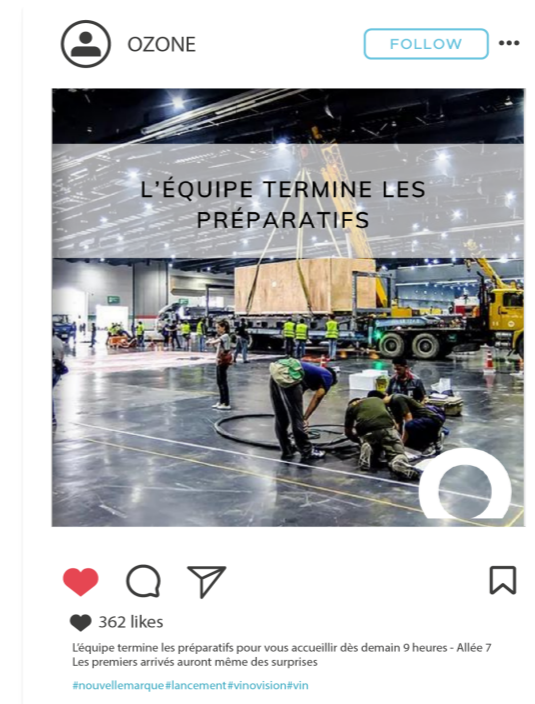 OZONE
FOLLOW
L'ÉQUIPE TERMINE LES
PRÉPARATIFS
362 likes
L'équipe termine les préparatifs pour vous accueillir dès demain 9 heures - Allée 7
Les premiers arrivés auront même des surprises
#nouvellemarque#lancement#vinovision#vin